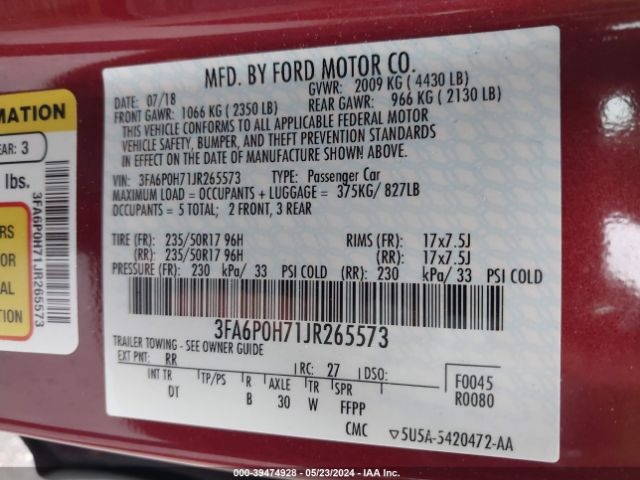 MFD. BY FORD MOTOR CO.
DATE: 07/18
GVWR: 2009 KG ( 4430 LB)
FRONT GAWR: 1066 KG ( 2350 LB)
REAR GAWR: 966 KG ( 2130 LB)
THIS VEHICLE CONFORMS TO ALL APPLICABLE FEDERAL MOTOR
VEHICLE SAFETY, BUMPER, AND THEFT PREVENTION STANDARDS
IN EFFECT ON THE DATE OF MANUFACTURE SHOWN ABOVE.
VIN: 3FA6P0H71JR265573 TYPE: Passenger Car
MAXIMUM LOAD = OCCUPANTS + LUGGAGE = 375KG/ 827LB
OCCUPANTS = 5 TOTAL; 2 FRONT, 3 REAR
TIRE (FR): 235/50R17 96H RIMS (FR): 17x7.5J
(RR): 235/50R17 96H (RR): 17x7.5J
PRESSURE (FR): 230 kPa/ 33 PSI COLD (RR): 230 kPa/ 33 PSI COLD
3FA6P0H71JR265573
TRAILER TOWING - SEE OWNER GUIDE
EXT PNT: RR RC: 27 DSO:
INT TR TP/PS R AXLE TR SPR
DT B 30 W FFPP
F0045
R0080
CMC ▽5U5A-5420472-AA
MATION
EAR: 3
lbs.
3FA6P0H71JR265573
RS
OR
ATION
S
000-39474928 - 05/23/2024 - IAA Inc.